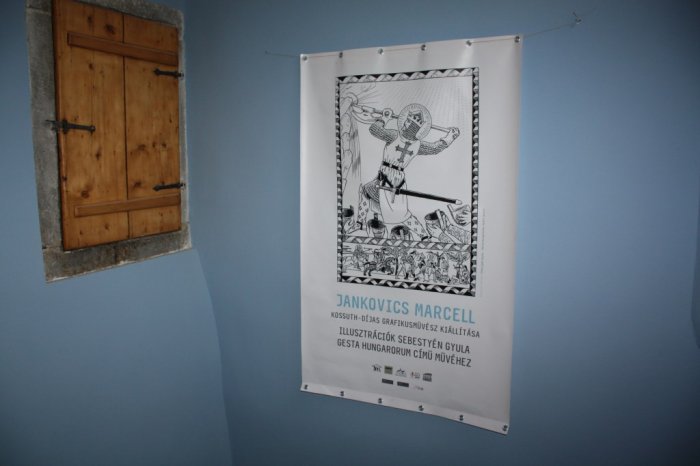 JANKOVICS MARCELL
KOSSUTH-DÍJAS GRAFIKUSMŰVÉSZ KIÁLLÍTÁSA
ILLUSZTRÁCIÓK SEBESTYÉN GYULA
GESTA HUNGARORUM CÍMŰ MŰVÉHEZ